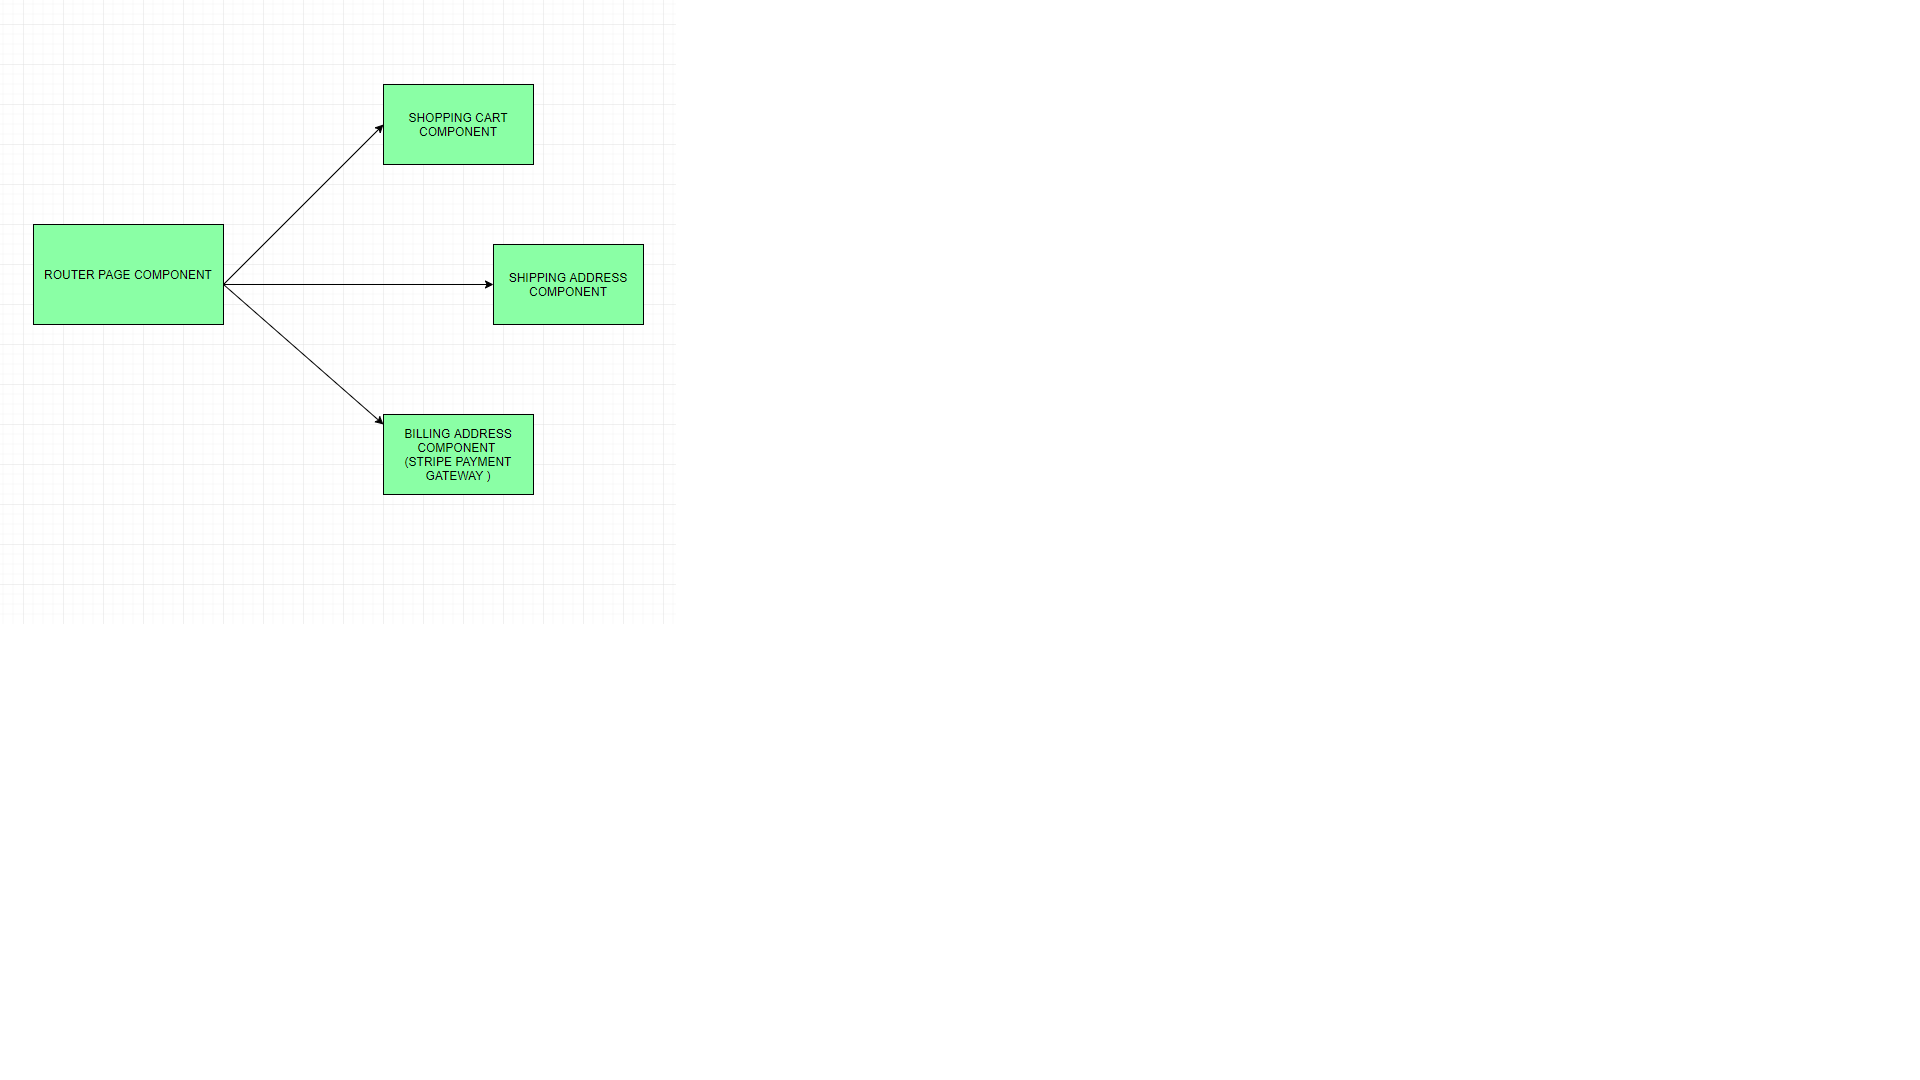 SHOPPING CART
COMPONENT
ROUTER PAGE COMPONENT
SHIPPING ADDRESS
COMPONENT
BILLING ADDRESS
COMPONENT
(STRIPE PAYMENT
GATEWAY )